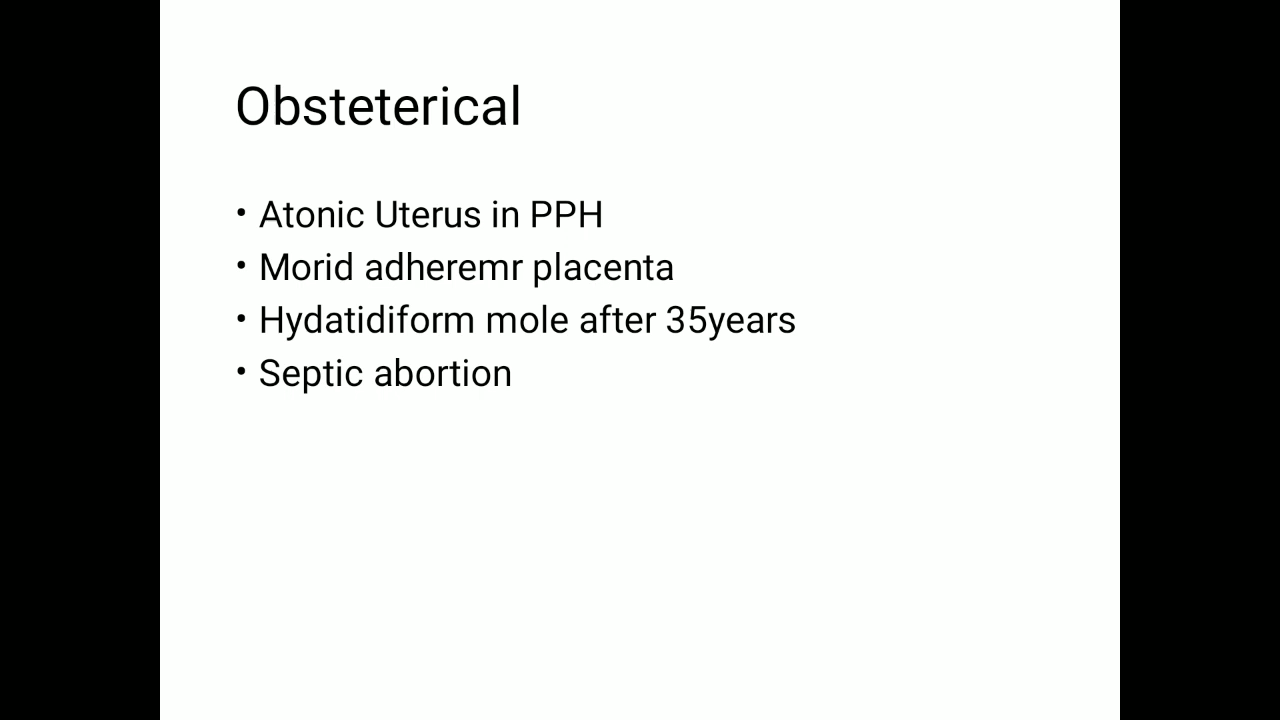 Obsteterical
• Atonic Uterus in PPH
• Morid adheremr placenta
• Hydatidiform mole after 35years
• Septic abortion